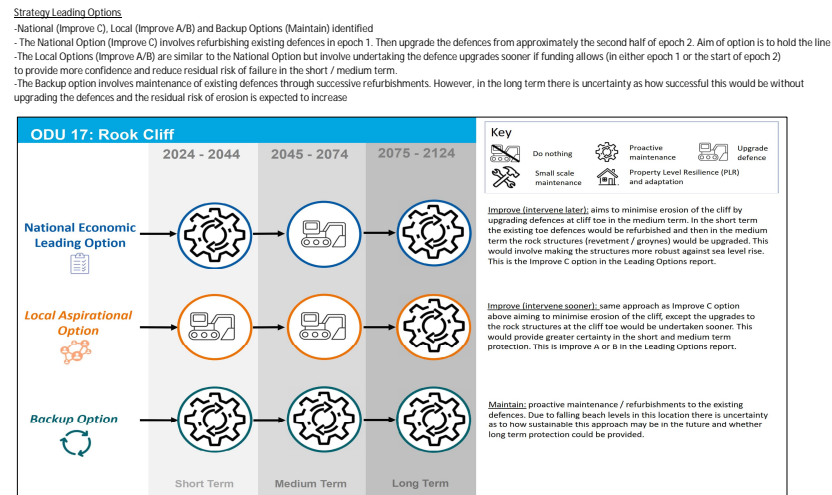 Strategy Leading Options
-National (Improve C), Local (Improve A/B) and Backup Options (Maintain) identified
- The National Option (Improve C) involves refurbishing existing defences in epoch 1. Then upgrade the defences from approximately the second half of epoch 2. Aim of option is to hold the line
-The Local Options (Improve A/B) are similar to the National Option but involve undertaking the defence upgrades sooner if funding allows (in either epoch 1 or the start of epoch 2)
to provide more confidence and reduce residual risk of failure in the short / medium term.
-The Backup option involves maintenance of existing defences through successive refurbishments. However, in the long term there is uncertainty as how successful this would be without
upgrading the defences and the residual risk of erosion is expected to increase
ODU 17: Rook Cliff
2024 - 2044
2045 - 2074
2075 - 2124
Key
Do nothing
Proactive
maintenance
Upgrade
defence
Small scale
maintenance
Property Level Resilience (PLR)
and adaptation
National Economic
Leading Option
Improve (intervene later): aims to minimise erosion of the cliff by
upgrading defences at cliff toe in the medium term. In the short term
the existing toe defences would be refurbished and then in the medium
term the rock structures (revetment / groynes) would be upgraded. This
would involve making the structures more robust against sea level rise.
This is the Improve C option in the Leading Options report.
Local Aspirational
Option
Improve (intervene sooner): same approach as Improve C option
above aiming to minimise erosion of the cliff, except the upgrades to
the rock structures at the cliff toe would be undertaken sooner. This
would provide greater certainty in the short and medium term
protection. This is Improve A or B in the Leading Options report.
Backup Option
Maintain: proactive maintenance / refurbishments to the existing
defences. Due to falling beach levels in this location there is uncertainty
as to how sustainable this approach may be in the future and whether
long term protection could be provided.
Short Term
Medium Term
Long Term